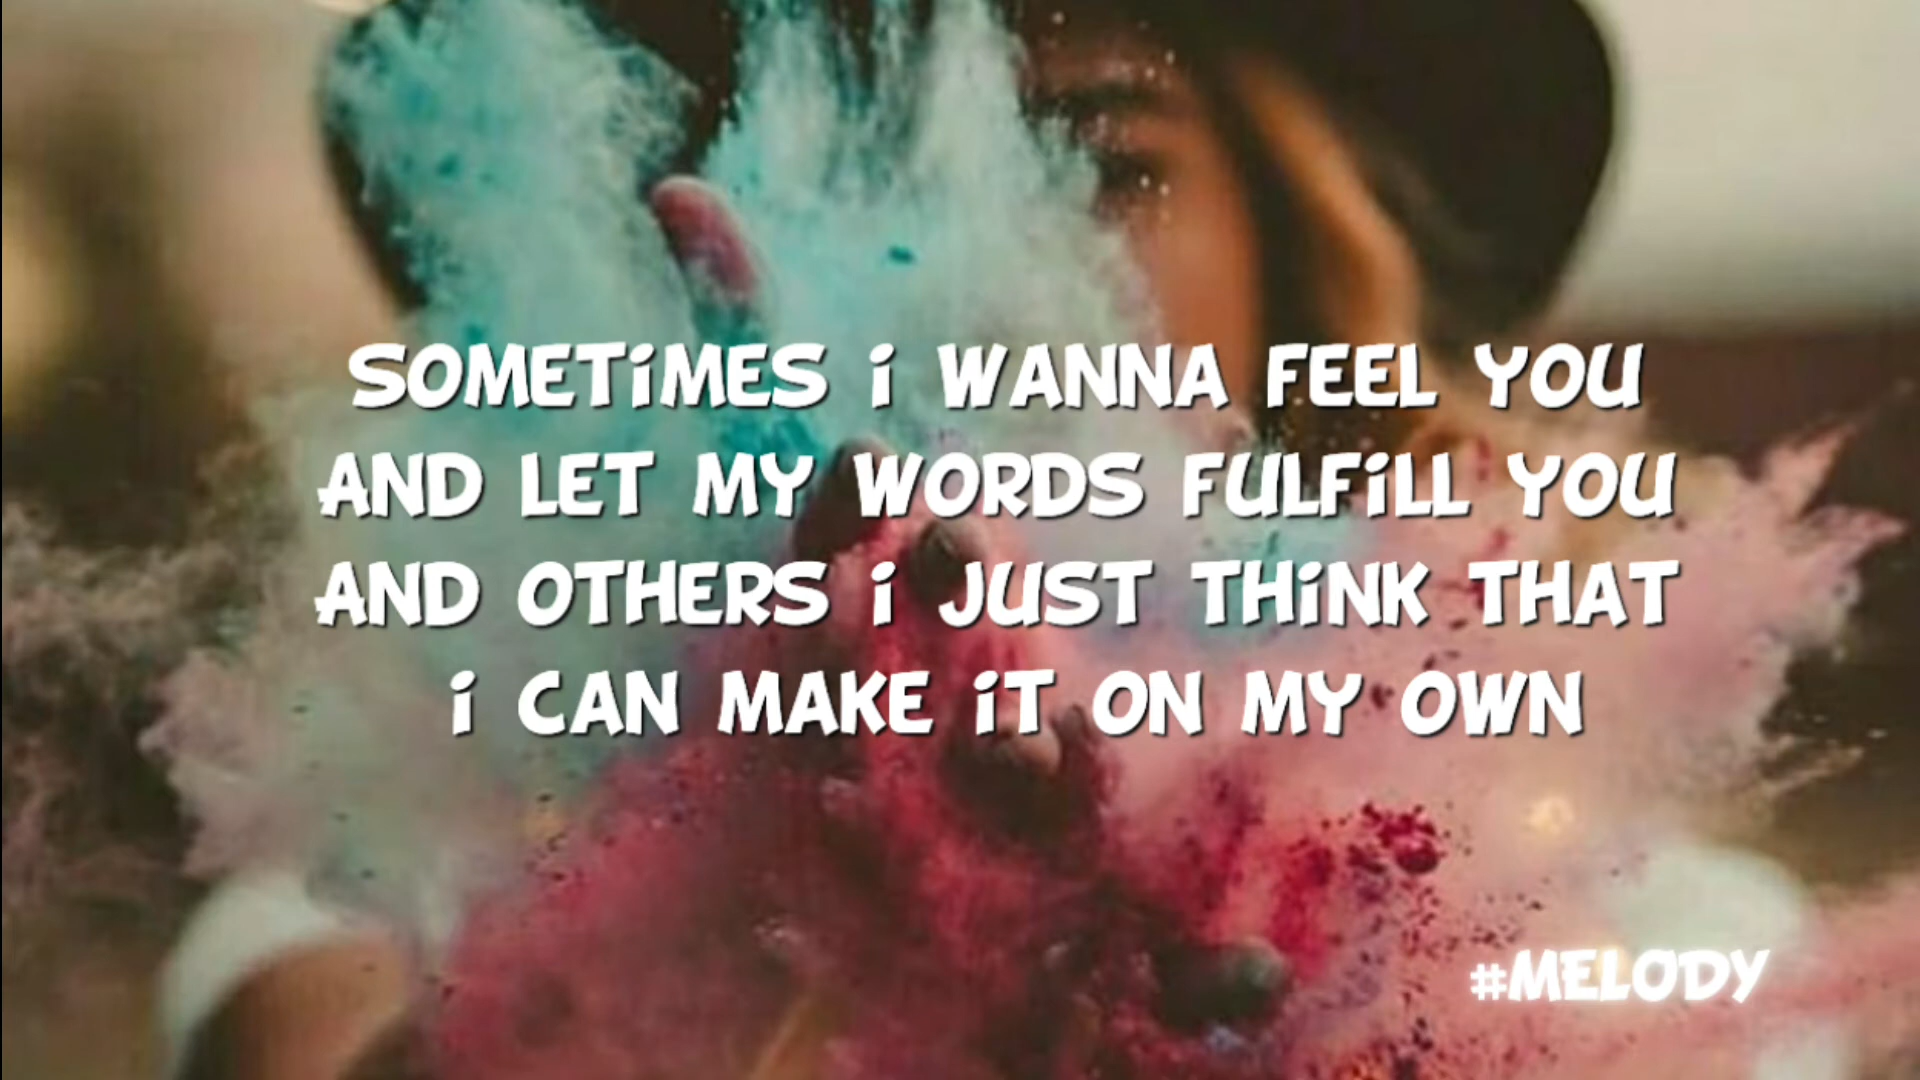 SOMETiMES i WANNA FEEL YOU
AND LET MY WORDS FULFiLL YOU
AND OTHERS i JUST THiNK THAT
i CAN MAKE iT ON MY OWN
#MELODY